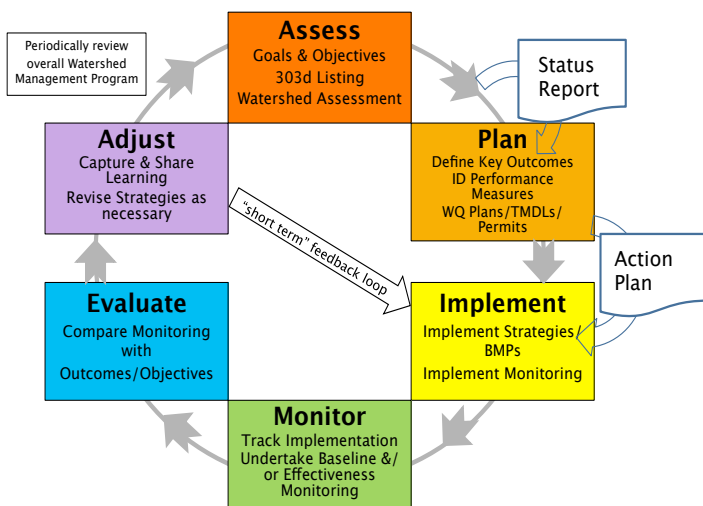 Assess
Goals & Objectives
303d Listing
Watershed Assessment
Periodically review
overall Watershed
Management Program
Status
Report
Adjust
Capture & Share
Learning
Revise Strategies as
necessary
Plan
Define Key Outcomes
ID Performance
Measures
WQ Plans/TMDLs/
Permits
"short term" feedback loop
Action
Plan
Evaluate
Compare Monitoring
with
Outcomes/Objectives
Implement
Implement Strategies/
BMPs
Implement Monitoring
Monitor
Track Implementation
Undertake Baseline &/
or Effectiveness
Monitoring